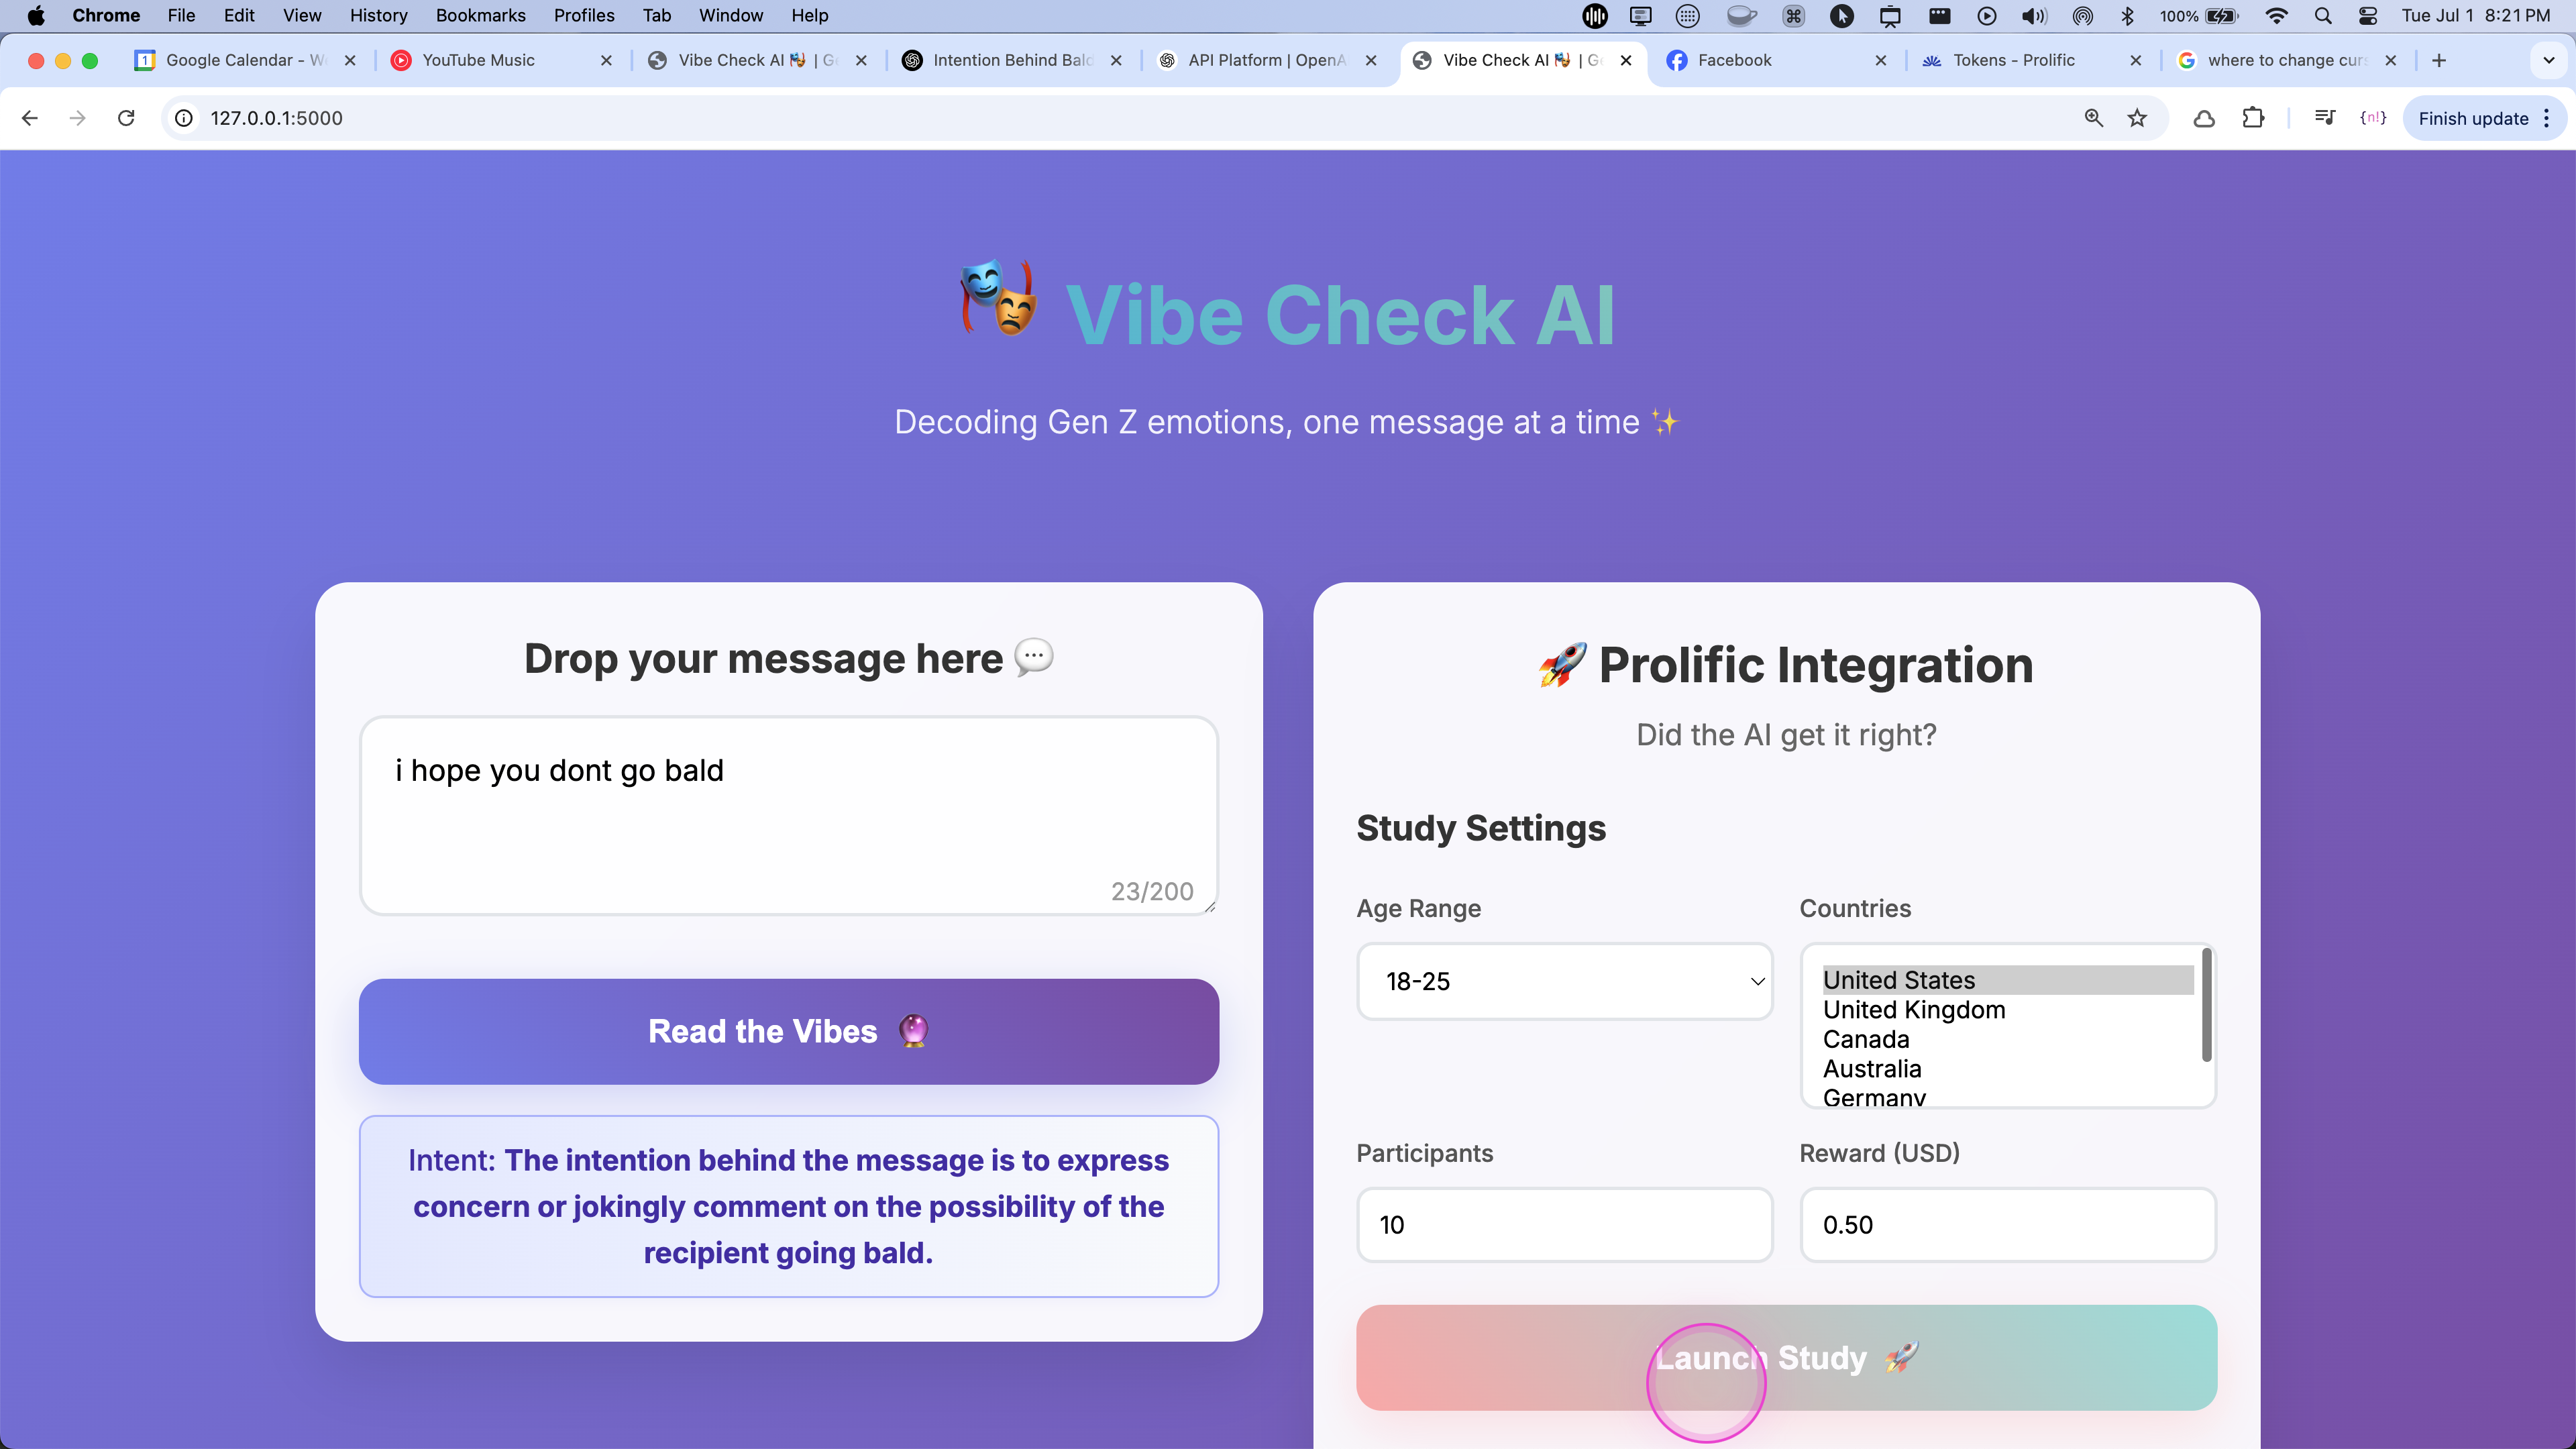 Chrome File Edit View History Bookmarks Profiles Tab Window Help 100% Tue Jul 1 8:21 PM
1 Google Calendar - W YouTube Music Vibe Check AI 🎭 | G Intention Behind Bald API Platform | OpenA Vibe Check AI 🎭 | G Facebook Tokens - Prolific where to change curs
127.0.0.1:5000 {n!} Finish update
🎭 Vibe Check AI
Decoding Gen Z emotions, one message at a time ✨
Drop your message here 💬
i hope you dont go bald
23/200
Read the Vibes 🔮
Intent: The intention behind the message is to express
concern or jokingly comment on the possibility of the
recipient going bald.
🚀 Prolific Integration
Did the AI get it right?
Study Settings
Age Range
18-25
Countries
United States
United Kingdom
Canada
Australia
Germany
Participants
10
Reward (USD)
0.50
Launch Study 🚀